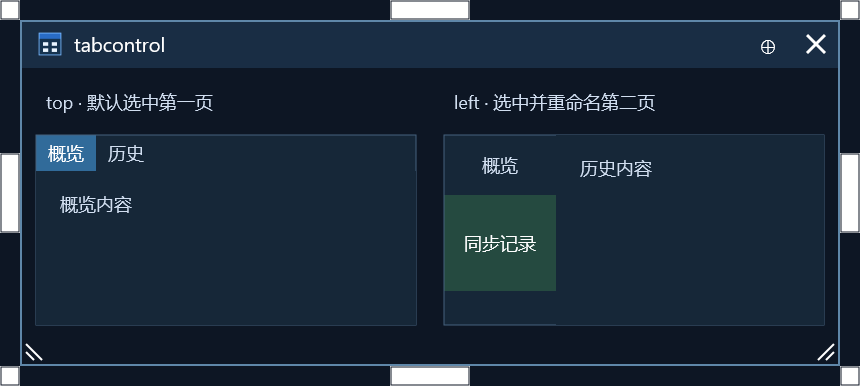 tabcontrol
top · 默认选中第一页
left · 选中并重命名第二页
概览 历史
概览内容
概览
历史内容
同步记录